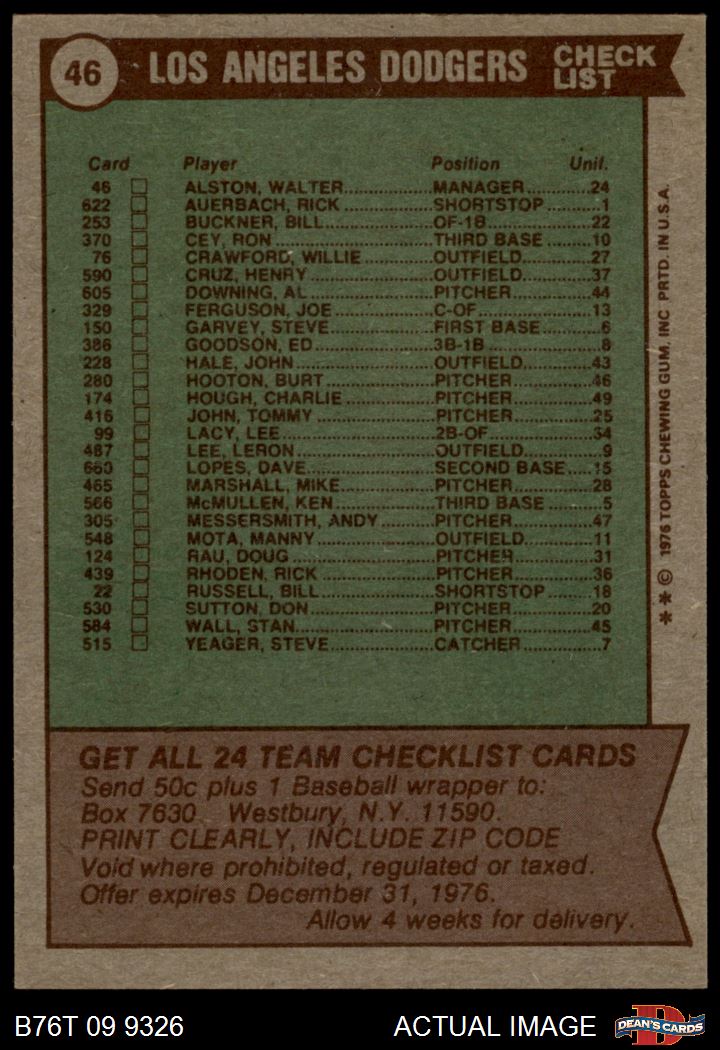 46 LOS ANGELES DODGERS CHECK LIST
Card Player Position Unif.
46 ALSTON, WALTER MANAGER 24
622 AUERBACH, RICK SHORTSTOP 1
253 BUCKNER, BILL OF-1B 22
370 CEY, RON THIRD BASE 10
76 CRAWFORD, WILLIE OUTFIELD 27
590 CRUZ, HENRY OUTFIELD 37
605 DOWNING, AL PITCHER 44
329 FERGUSON, JOE C-OF 13
150 GARVEY, STEVE FIRST BASE 6
386 GOODSON, ED 3B-1B 8
228 HALE, JOHN OUTFIELD 43
280 HOOTON, BURT PITCHER 46
174 HOUGH, CHARLIE PITCHER 49
416 JOHN, TOMMY PITCHER 25
99 LACY, LEE 2B-OF 34
487 LEE, LERON OUTFIELD 9
660 LOPES, DAVE SECOND BASE 15
465 MARSHALL, MIKE PITCHER 28
566 McMULLEN, KEN THIRD BASE 5
305 MESSERSMITH, ANDY PITCHER 47
548 MOTA, MANNY OUTFIELD 11
124 RAU, DOUG PITCHER 31
439 RHODEN, RICK PITCHER 36
22 RUSSELL, BILL SHORTSTOP 18
530 SUTTON, DON PITCHER 20
584 WALL, STAN PITCHER 45
515 YEAGER, STEVE CATCHER 7
* * © 1976 TOPPS CHEWING GUM, INC PRTD. IN U.S.A.
GET ALL 24 TEAM CHECKLIST CARDS
Send 50c plus 1 Baseball wrapper to:
Box 7630 Westbury, N.Y. 11590.
PRINT CLEARLY, INCLUDE ZIP CODE
Void where prohibited, regulated or taxed.
Offer expires December 31, 1976.
Allow 4 weeks for delivery.
B76T 09 9326 ACTUAL IMAGE DEAN'S CARDS